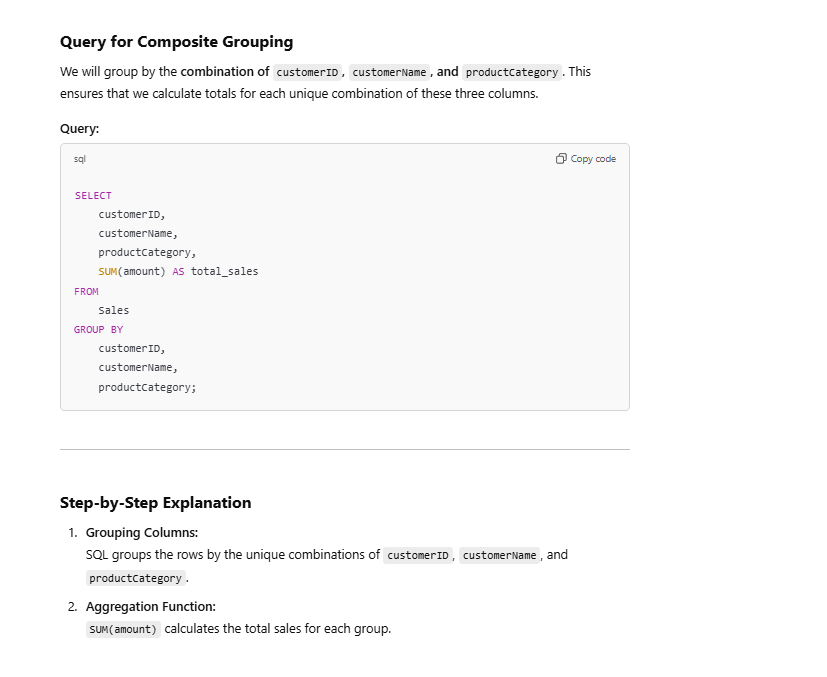 Query for Composite Grouping
We will group by the combination of customerID, customerName, and productCategory. This
ensures that we calculate totals for each unique combination of these three columns.
Query:
sql
Copy code
SELECT
    customerID,
    customerName,
    productCategory,
    SUM(amount) AS total_sales
FROM
    Sales
GROUP BY
    customerID,
    customerName,
    productCategory;
Step-by-Step Explanation
1. Grouping Columns:
SQL groups the rows by the unique combinations of customerID, customerName, and
productCategory.
2. Aggregation Function:
SUM(amount) calculates the total sales for each group.